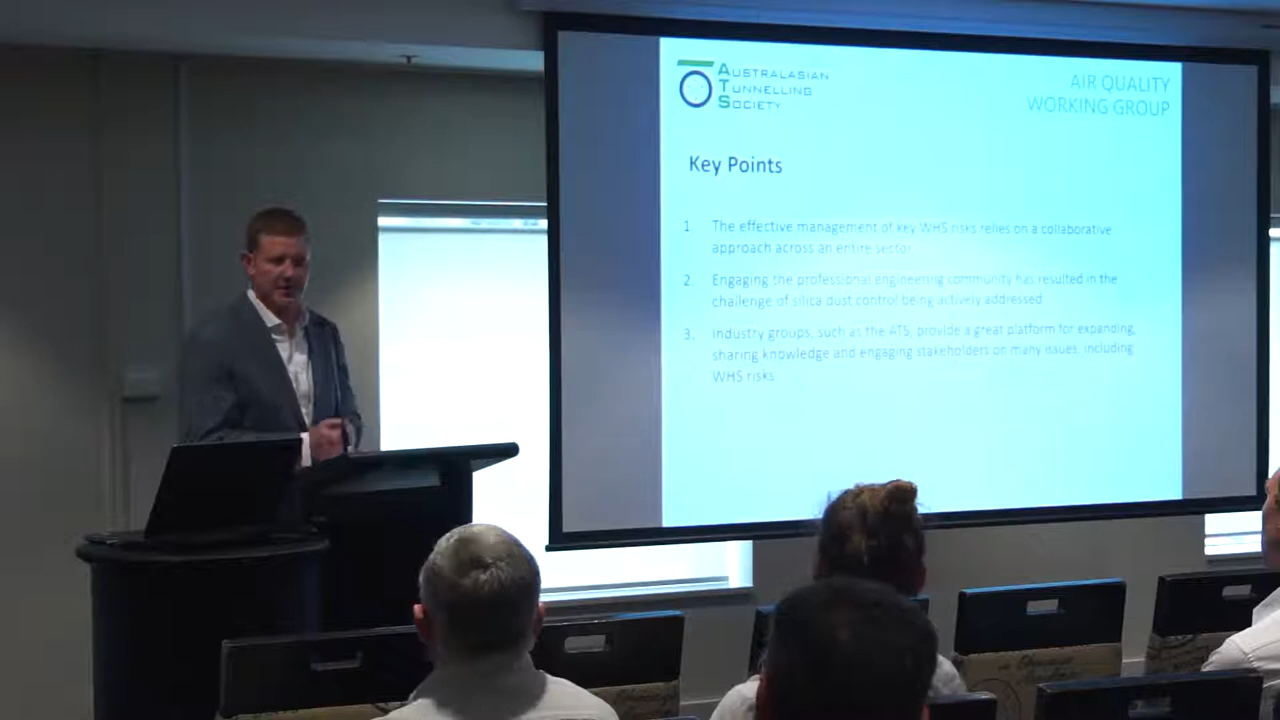 AUSTRALASIAN
TUNNELLING
SOCIETY
AIR QUALITY
WORKING GROUP
Key Points
1. The effective management of key WHS risks relies on a collaborative
approach across an entire sector
2. Engaging the professional engineering community has resulted in the
challenge of silica dust control being actively addressed
3. Industry groups, such as the ATS, provide a great platform for expanding,
sharing knowledge and engaging stakeholders on many issues, including
WHS risks